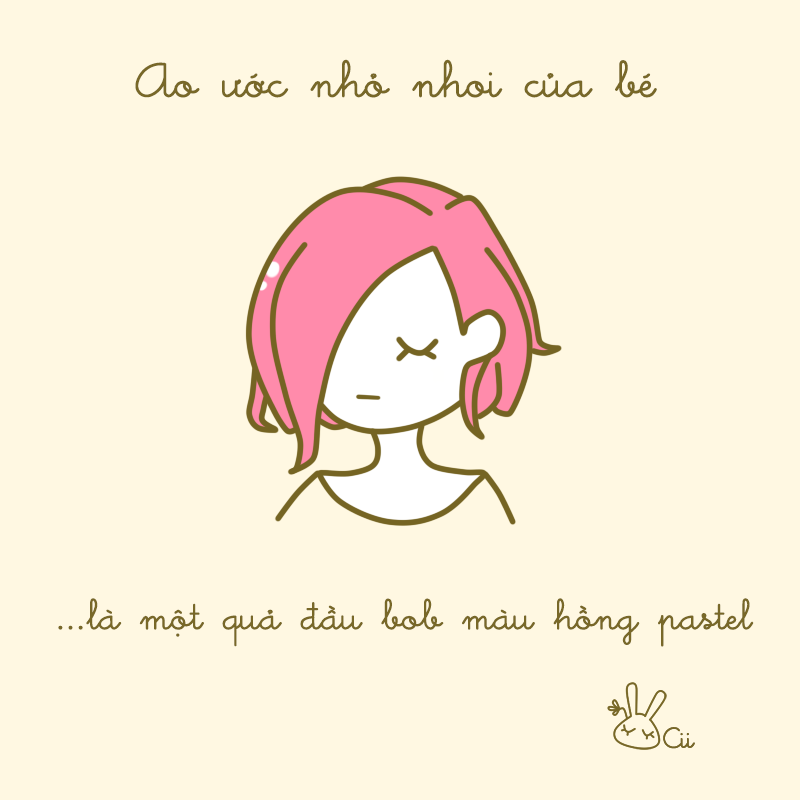 Ao ước nhỏ nhoi của bé
...là một quả đầu bob màu hồng pastel
Cii